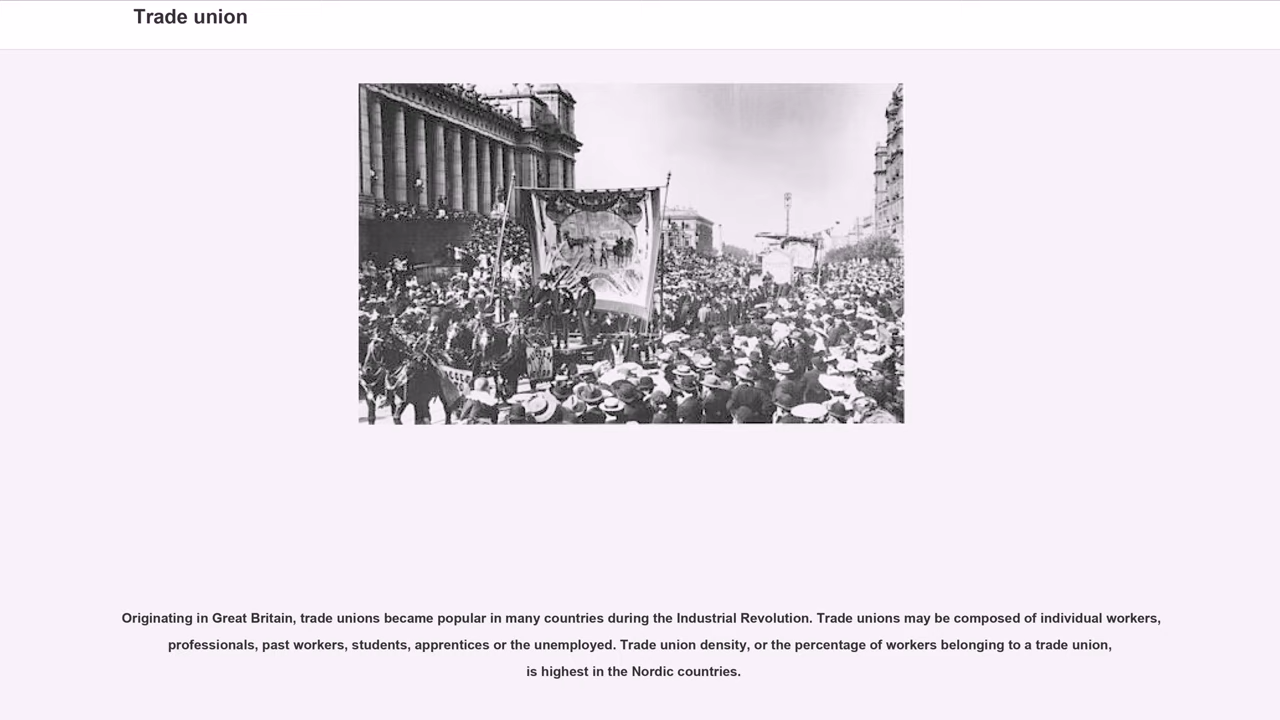 Trade union
Originating in Great Britain, trade unions became popular in many countries during the Industrial Revolution. Trade unions may be composed of individual workers,
professionals, past workers, students, apprentices or the unemployed. Trade union density, or the percentage of workers belonging to a trade union,
is highest in the Nordic countries.